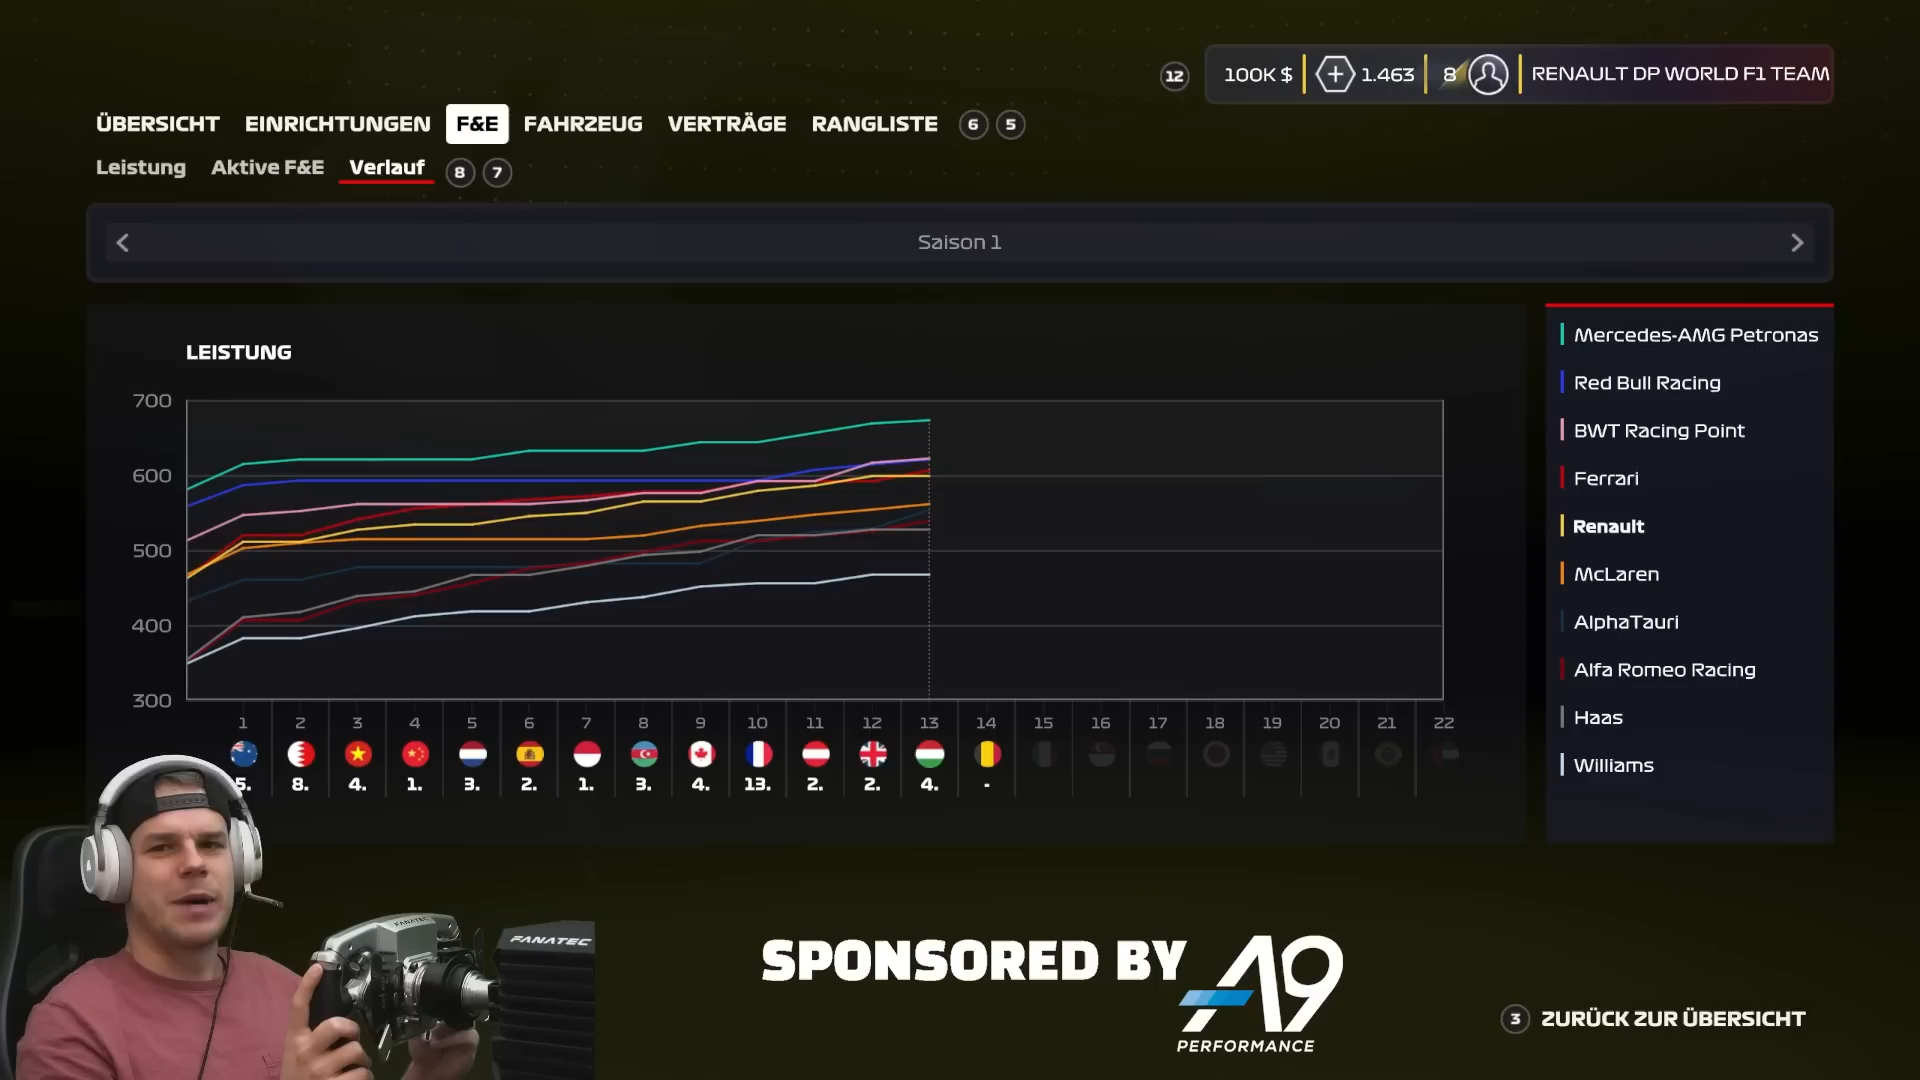 12 100K $ 1.463 8 RENAULT DP WORLD F1 TEAM
ÜBERSICHT EINRICHTUNGEN F&E FAHRZEUG VERTRÄGE RANGLISTE 6 5
Leistung Aktive F&E Verlauf 8 7
Saison 1
LEISTUNG
700
600
500
400
300
1 2 3 4 5 6 7 8 9 10 11 12 13 14 15 16 17 18 19 20 21 22
5. 8. 4. 1. 3. 2. 1. 3. 4. 13. 2. 2. 4. -
Mercedes-AMG Petronas
Red Bull Racing
BWT Racing Point
Ferrari
Renault
McLaren
AlphaTauri
Alfa Romeo Racing
Haas
Williams
FANATEC
FANATEC
SPONSORED BY A9
PERFORMANCE
3 ZURÜCK ZUR ÜBERSICHT